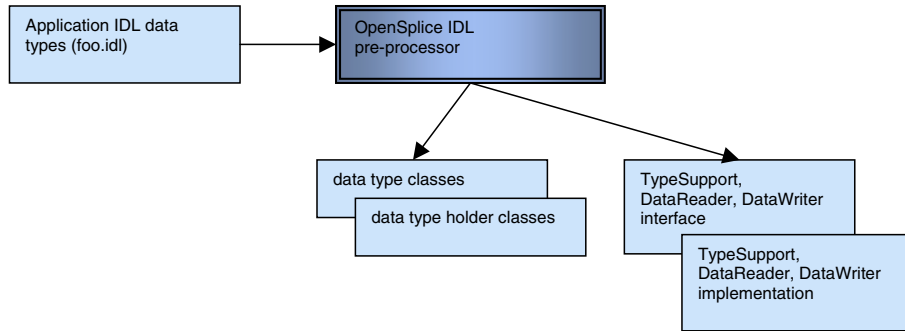 Application IDL data
types (foo.idl)
OpenSplice IDL
pre-processor
data type classes
data type holder classes
TypeSupport,
DataReader, DataWriter
interface
TypeSupport,
DataReader, DataWriter
implementation